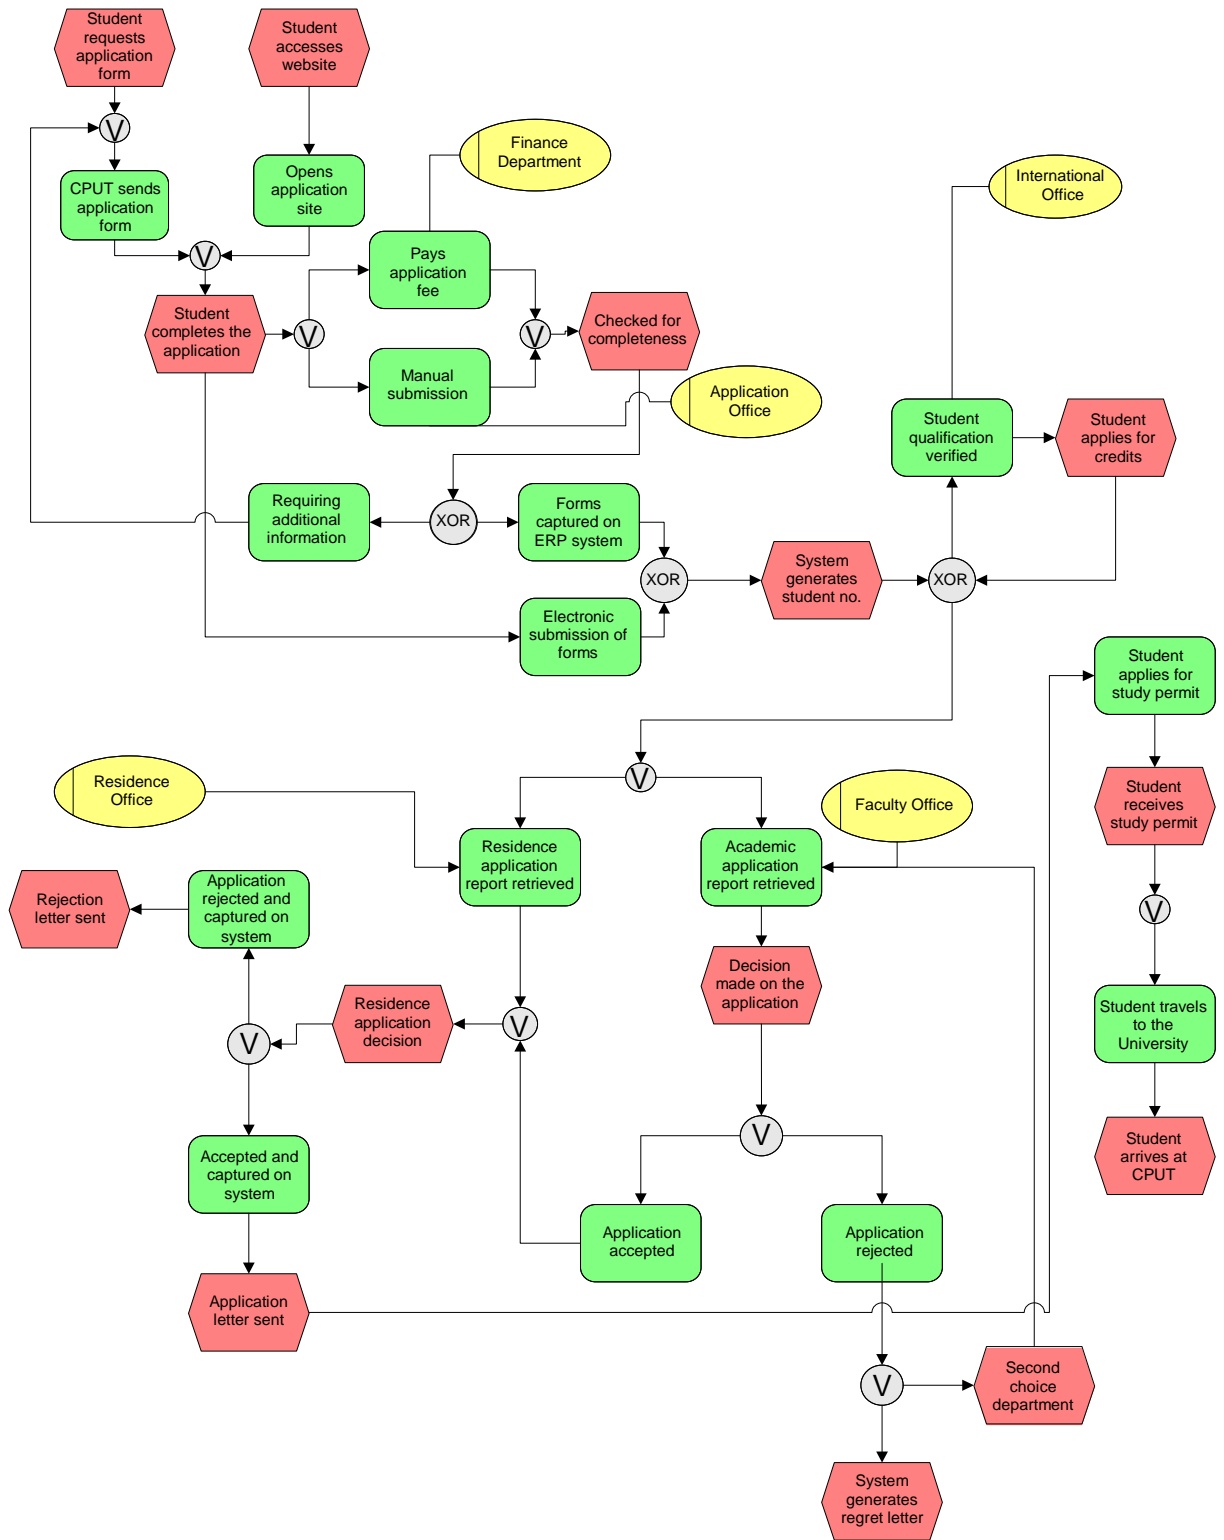 Student
requests
application
form
Student
accesses
website
V
Finance
Department
CPUT sends
application
form
Opens
application
site
International
Office
V
Pays
application
fee
Student
completes the
application
V
V
Checked for
completeness
Manual
submission
Application
Office
Student
qualification
verified
Student
applies for
credits
Requiring
additional
information
XOR
Forms
captured on
ERP system
XOR
System
generates
student no.
XOR
Electronic
submission of
forms
Student
applies for
study permit
V
Residence
Office
Faculty Office
Student
receives
study permit
Residence
application
report retrieved
Academic
application
report retrieved
Rejection
letter sent
Application
rejected and
captured on
system
V
Decision
made on the
application
Residence
application
decision
V
V
Student travels
to the
University
V
Accepted and
captured on
system
Student
arrives at
CPUT
Application
accepted
Application
rejected
Application
letter sent
V
Second
choice
department
System
generates
regret letter